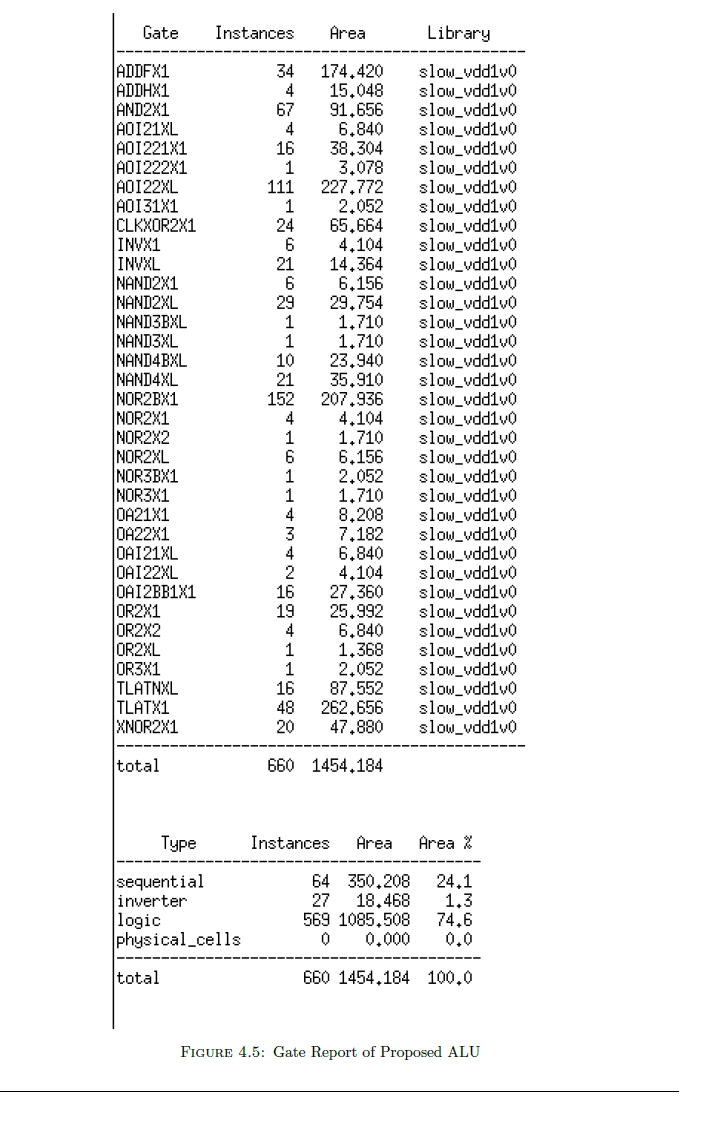 Gate Instances Area Library
ADDFX1 34 174.420 slow_vdd1v0
ADDHX1 4 15.048 slow_vdd1v0
AND2X1 67 91.656 slow_vdd1v0
AOI21XL 4 6.840 slow_vdd1v0
AOI221X1 16 38.304 slow_vdd1v0
AOI222X1 1 3.078 slow_vdd1v0
AOI22XL 111 227.772 slow_vdd1v0
AOI31X1 1 2.052 slow_vdd1v0
CLKXOR2X1 24 65.664 slow_vdd1v0
INVX1 6 4.104 slow_vdd1v0
INVXL 21 14.364 slow_vdd1v0
NAND2X1 6 6.156 slow_vdd1v0
NAND2XL 29 29.754 slow_vdd1v0
NAND3BXL 1 1.710 slow_vdd1v0
NAND3XL 1 1.710 slow_vdd1v0
NAND4BXL 10 23.940 slow_vdd1v0
NAND4XL 21 35.910 slow_vdd1v0
NOR2BX1 152 207.936 slow_vdd1v0
NOR2X1 4 4.104 slow_vdd1v0
NOR2X2 1 1.710 slow_vdd1v0
NOR2XL 6 6.156 slow_vdd1v0
NOR3BX1 1 2.052 slow_vdd1v0
NOR3X1 1 1.710 slow_vdd1v0
OA21X1 4 8.208 slow_vdd1v0
OA22X1 3 7.182 slow_vdd1v0
OAI21XL 4 6.840 slow_vdd1v0
OAI22XL 2 4.104 slow_vdd1v0
OAI2BB1X1 16 27.360 slow_vdd1v0
OR2X1 19 25.992 slow_vdd1v0
OR2X2 4 6.840 slow_vdd1v0
OR2XL 1 1.368 slow_vdd1v0
OR3X1 1 2.052 slow_vdd1v0
TLATNXL 16 87.552 slow_vdd1v0
TLATX1 48 262.656 slow_vdd1v0
XNOR2X1 20 47.880 slow_vdd1v0
total 660 1454.184
Type Instances Area Area %
sequential 64 350.208 24.1
inverter 27 18.468 1.3
logic 569 1085.508 74.6
physical_cells 0 0.000 0.0
total 660 1454.184 100.0
FIGURE 4.5: Gate Report of Proposed ALU